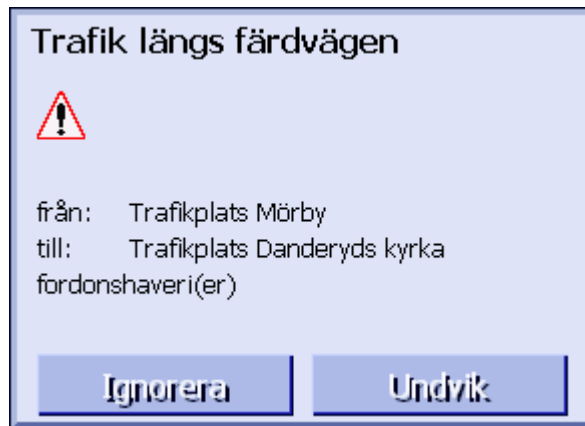 Trafik längs färdvägen
från: Trafikplats Mörby
till: Trafikplats Danderyds kyrka
fordonshaveri(er)
Ignorera Undvik